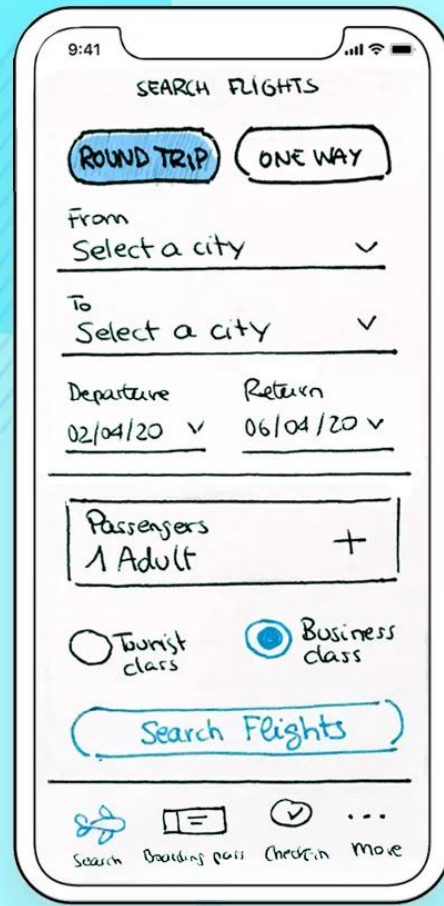 9:41
SEARCH FLIGHTS
ROUND TRIP
ONE WAY
From
Select a city
To
Select a city
Departure
Return
02/04/20
06/04/20
Passengers
1 Adult
Tourist
class
Business
class
Search Flights
Search
Boarding pass
Check-in
More